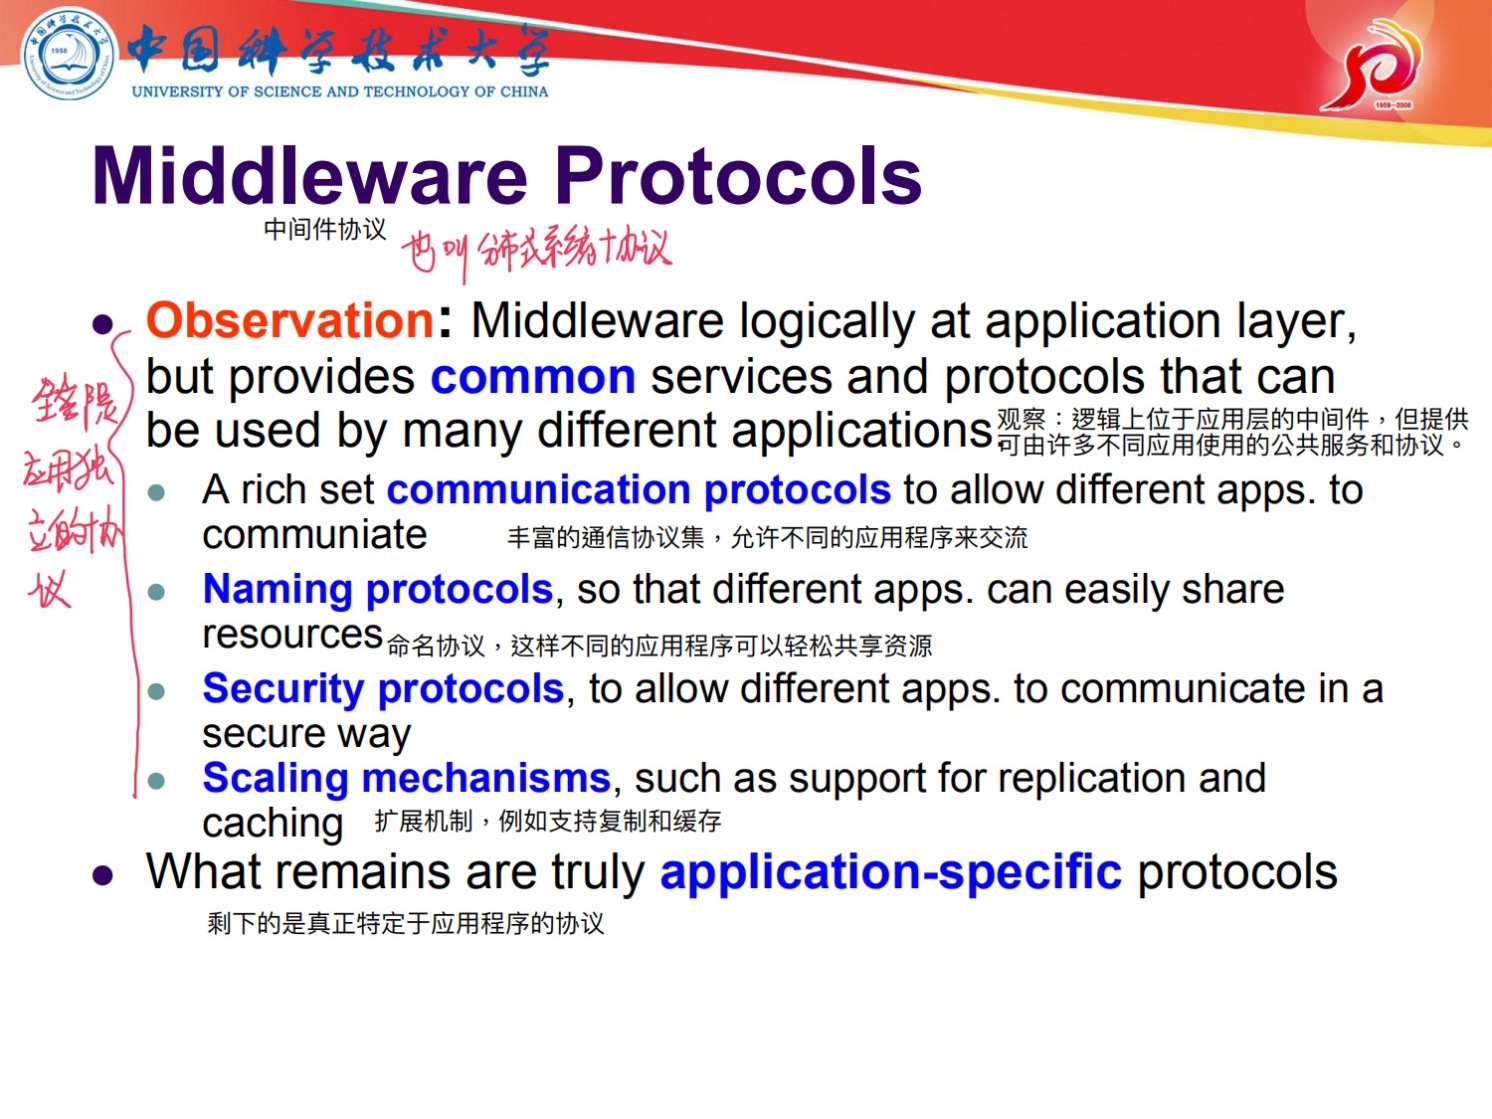 中国科学技术大学
UNIVERSITY OF SCIENCE AND TECHNOLOGY OF CHINA
1958
1958-2008
Middleware Protocols
中间件协议
也叫分布式系统协议
Observation: Middleware logically at application layer,
but provides common services and protocols that can
be used by many different applications.
观察：逻辑上位于应用层的中间件，但提供
可由许多不同应用使用的公共服务和协议。
应用独
立的协
议
A rich set communication protocols to allow different apps. to
communiate
丰富的通信协议集，允许不同的应用程序来交流
Naming protocols, so that different apps. can easily share
resources
命名协议，这样不同的应用程序可以轻松共享资源
Security protocols, to allow different apps. to communicate in a
secure way
Scaling mechanisms, such as support for replication and
caching
扩展机制，例如支持复制和缓存
What remains are truly application-specific protocols
剩下的是真正特定于应用程序的协议